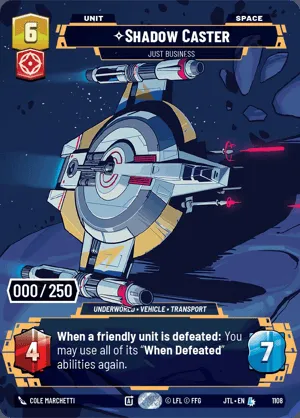 UNIT
SPACE
6
✧SHADOW CASTER
JUST BUSINESS
000/250
UNDERWORLD • VEHICLE • TRANSPORT
4
When a friendly unit is defeated: You
may use all of its "When Defeated"
abilities again.
7
COLE MARCHETTI
© LFL © FFG
JTL • EN
1108